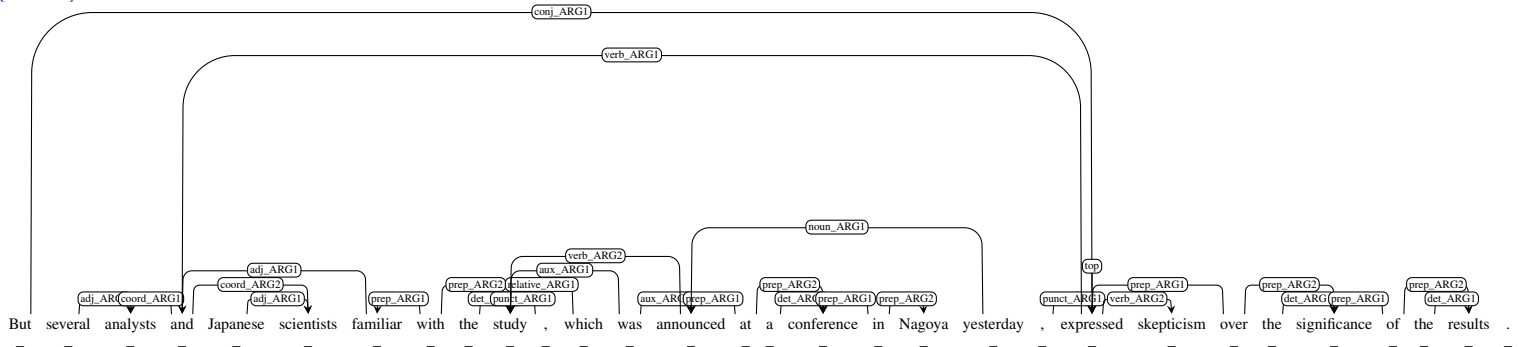 conj_ARG1
verb_ARG1
noun_ARG1
verb_ARG2
top
adj_ARG1 aux_ARG1
coord_ARG2 prep_ARG2 relative_ARG1 prep_ARG2 prep_ARG1 prep_ARG2 prep_ARG2
coord_ARG1 adj_ARG1 prep_ARG1 punct_ARG1 prep_ARG1 prep_ARG1 prep_ARG2 punct_ARG1 verb_ARG2 prep_ARG1 det_ARG1
But several analysts and Japanese scientists familiar with the study , which was announced at a conference in Nagoya yesterday , expressed skepticism over the significance of the results .